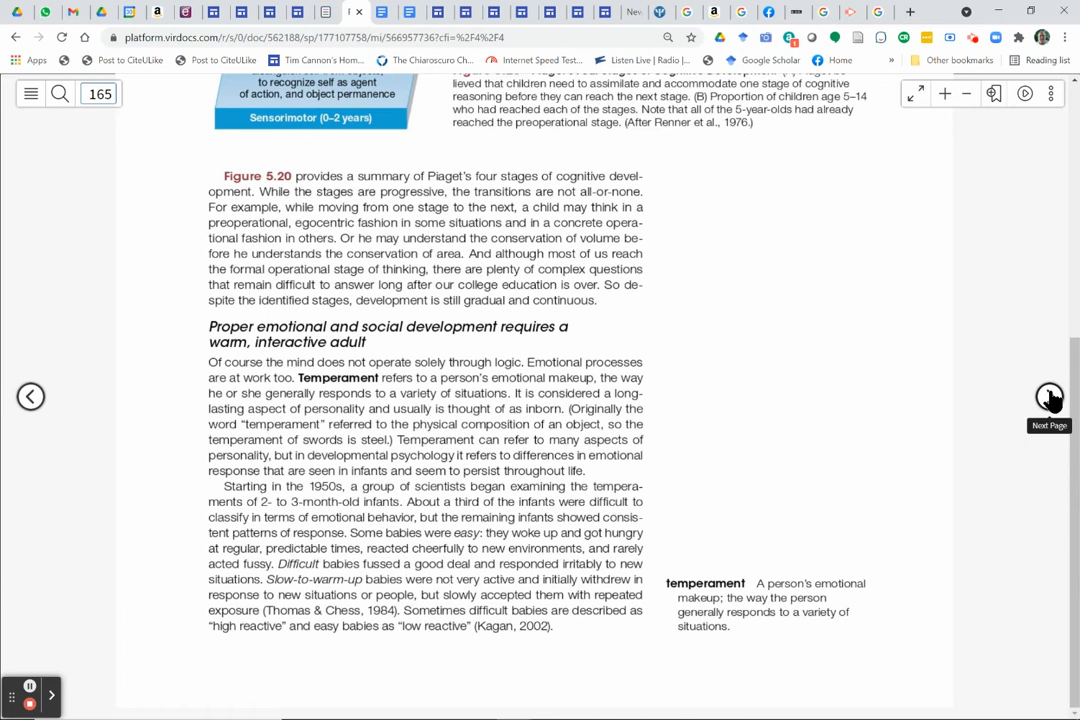 New
platform.virdocs.com/r/s/0/doc/562188/sp/177107758/mi/566957736?cfi=%2F4%2F4
Apps
Post to CiteULike
Post to CiteULike
Tim Cannon's Hom...
The Chiaroscuro Ch...
Internet Speed Test...
Listen Live | Radio |...
Google Scholar
Home
»
Other bookmarks
Reading list
165
to recognize self as agent
of action, and object permanence
Sensorimotor (0–2 years)
lieved that children need to assimilate and accommodate one stage of cognitive
reasoning before they can reach the next stage. (B) Proportion of children age 5–14
who had reached each of the stages. Note that all of the 5-year-olds had already
reached the preoperational stage. (After Renner et al., 1976.)
Figure 5.20 provides a summary of Piaget's four stages of cognitive devel-
opment. While the stages are progressive, the transitions are not all-or-none.
For example, while moving from one stage to the next, a child may think in a
preoperational, egocentric fashion in some situations and in a concrete opera-
tional fashion in others. Or he may understand the conservation of volume be-
fore he understands the conservation of area. And although most of us reach
the formal operational stage of thinking, there are plenty of complex questions
that remain difficult to answer long after our college education is over. So de-
spite the identified stages, development is still gradual and continuous.
Proper emotional and social development requires a
warm, interactive adult
Of course the mind does not operate solely through logic. Emotional processes
are at work too. Temperament refers to a person's emotional makeup, the way
he or she generally responds to a variety of situations. It is considered a long-
lasting aspect of personality and usually is thought of as inborn. (Originally the
word "temperament" referred to the physical composition of an object, so the
temperament of swords is steel.) Temperament can refer to many aspects of
personality, but in developmental psychology it refers to differences in emotional
response that are seen in infants and seem to persist throughout life.
Starting in the 1950s, a group of scientists began examining the tempera-
ments of 2- to 3-month-old infants. About a third of the infants were difficult to
classify in terms of emotional behavior, but the remaining infants showed consis-
tent patterns of response. Some babies were easy: they woke up and got hungry
at regular, predictable times, reacted cheerfully to new environments, and rarely
acted fussy. Difficult babies fussed a good deal and responded irritably to new
situations. Slow-to-warm-up babies were not very active and initially withdrew in
response to new situations or people, but slowly accepted them with repeated
exposure (Thomas & Chess, 1984). Sometimes difficult babies are described as
"high reactive" and easy babies as "low reactive" (Kagan, 2002).
temperament A person's emotional
makeup; the way the person
generally responds to a variety of
situations.
Next Page